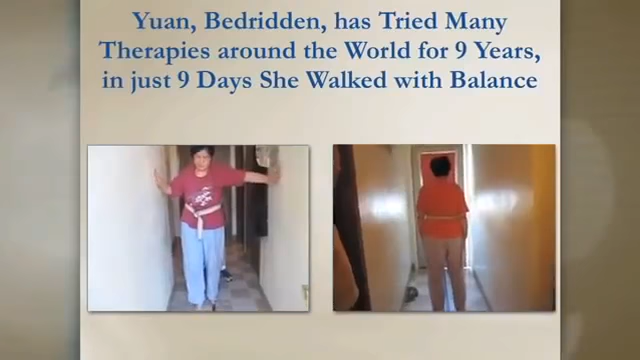 Yuan, Bedridden, has Tried Many
Therapies around the World for 9 Years,
in just 9 Days She Walked with Balance